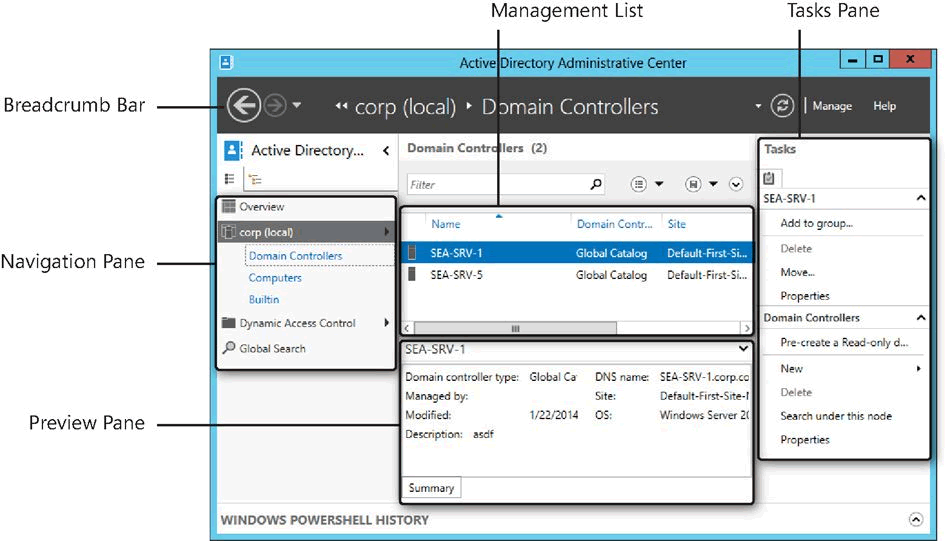 Management List
Tasks Pane
Active Directory Administrative Center
Breadcrumb Bar
corp (local) Domain Controllers
Manage
Help
Active Directory...
Domain Controllers (2)
Tasks
Filter
SEA-SRV-1
Overview
Name
Domain Contr...
Site
Add to group...
corp (local)
SEA-SRV-1
Global Catalog
Default-First-Si...
Delete
Navigation Pane
Domain Controllers
SEA-SRV-5
Global Catalog
Default-First-Si...
Move...
Computers
Properties
Builtin
Domain Controllers
Dynamic Access Control
Pre-create a Read-only d...
Global Search
SEA-SRV-1
New
Domain controller type: Global Ca
DNS name: SEA-SRV-1.corp.co
Delete
Managed by:
Site: Default-First-Site-
Search under this node
Modified: 1/22/2014
OS: Windows Server 20
Properties
Preview Pane
Description: asdf
Summary
WINDOWS POWERSHELL HISTORY